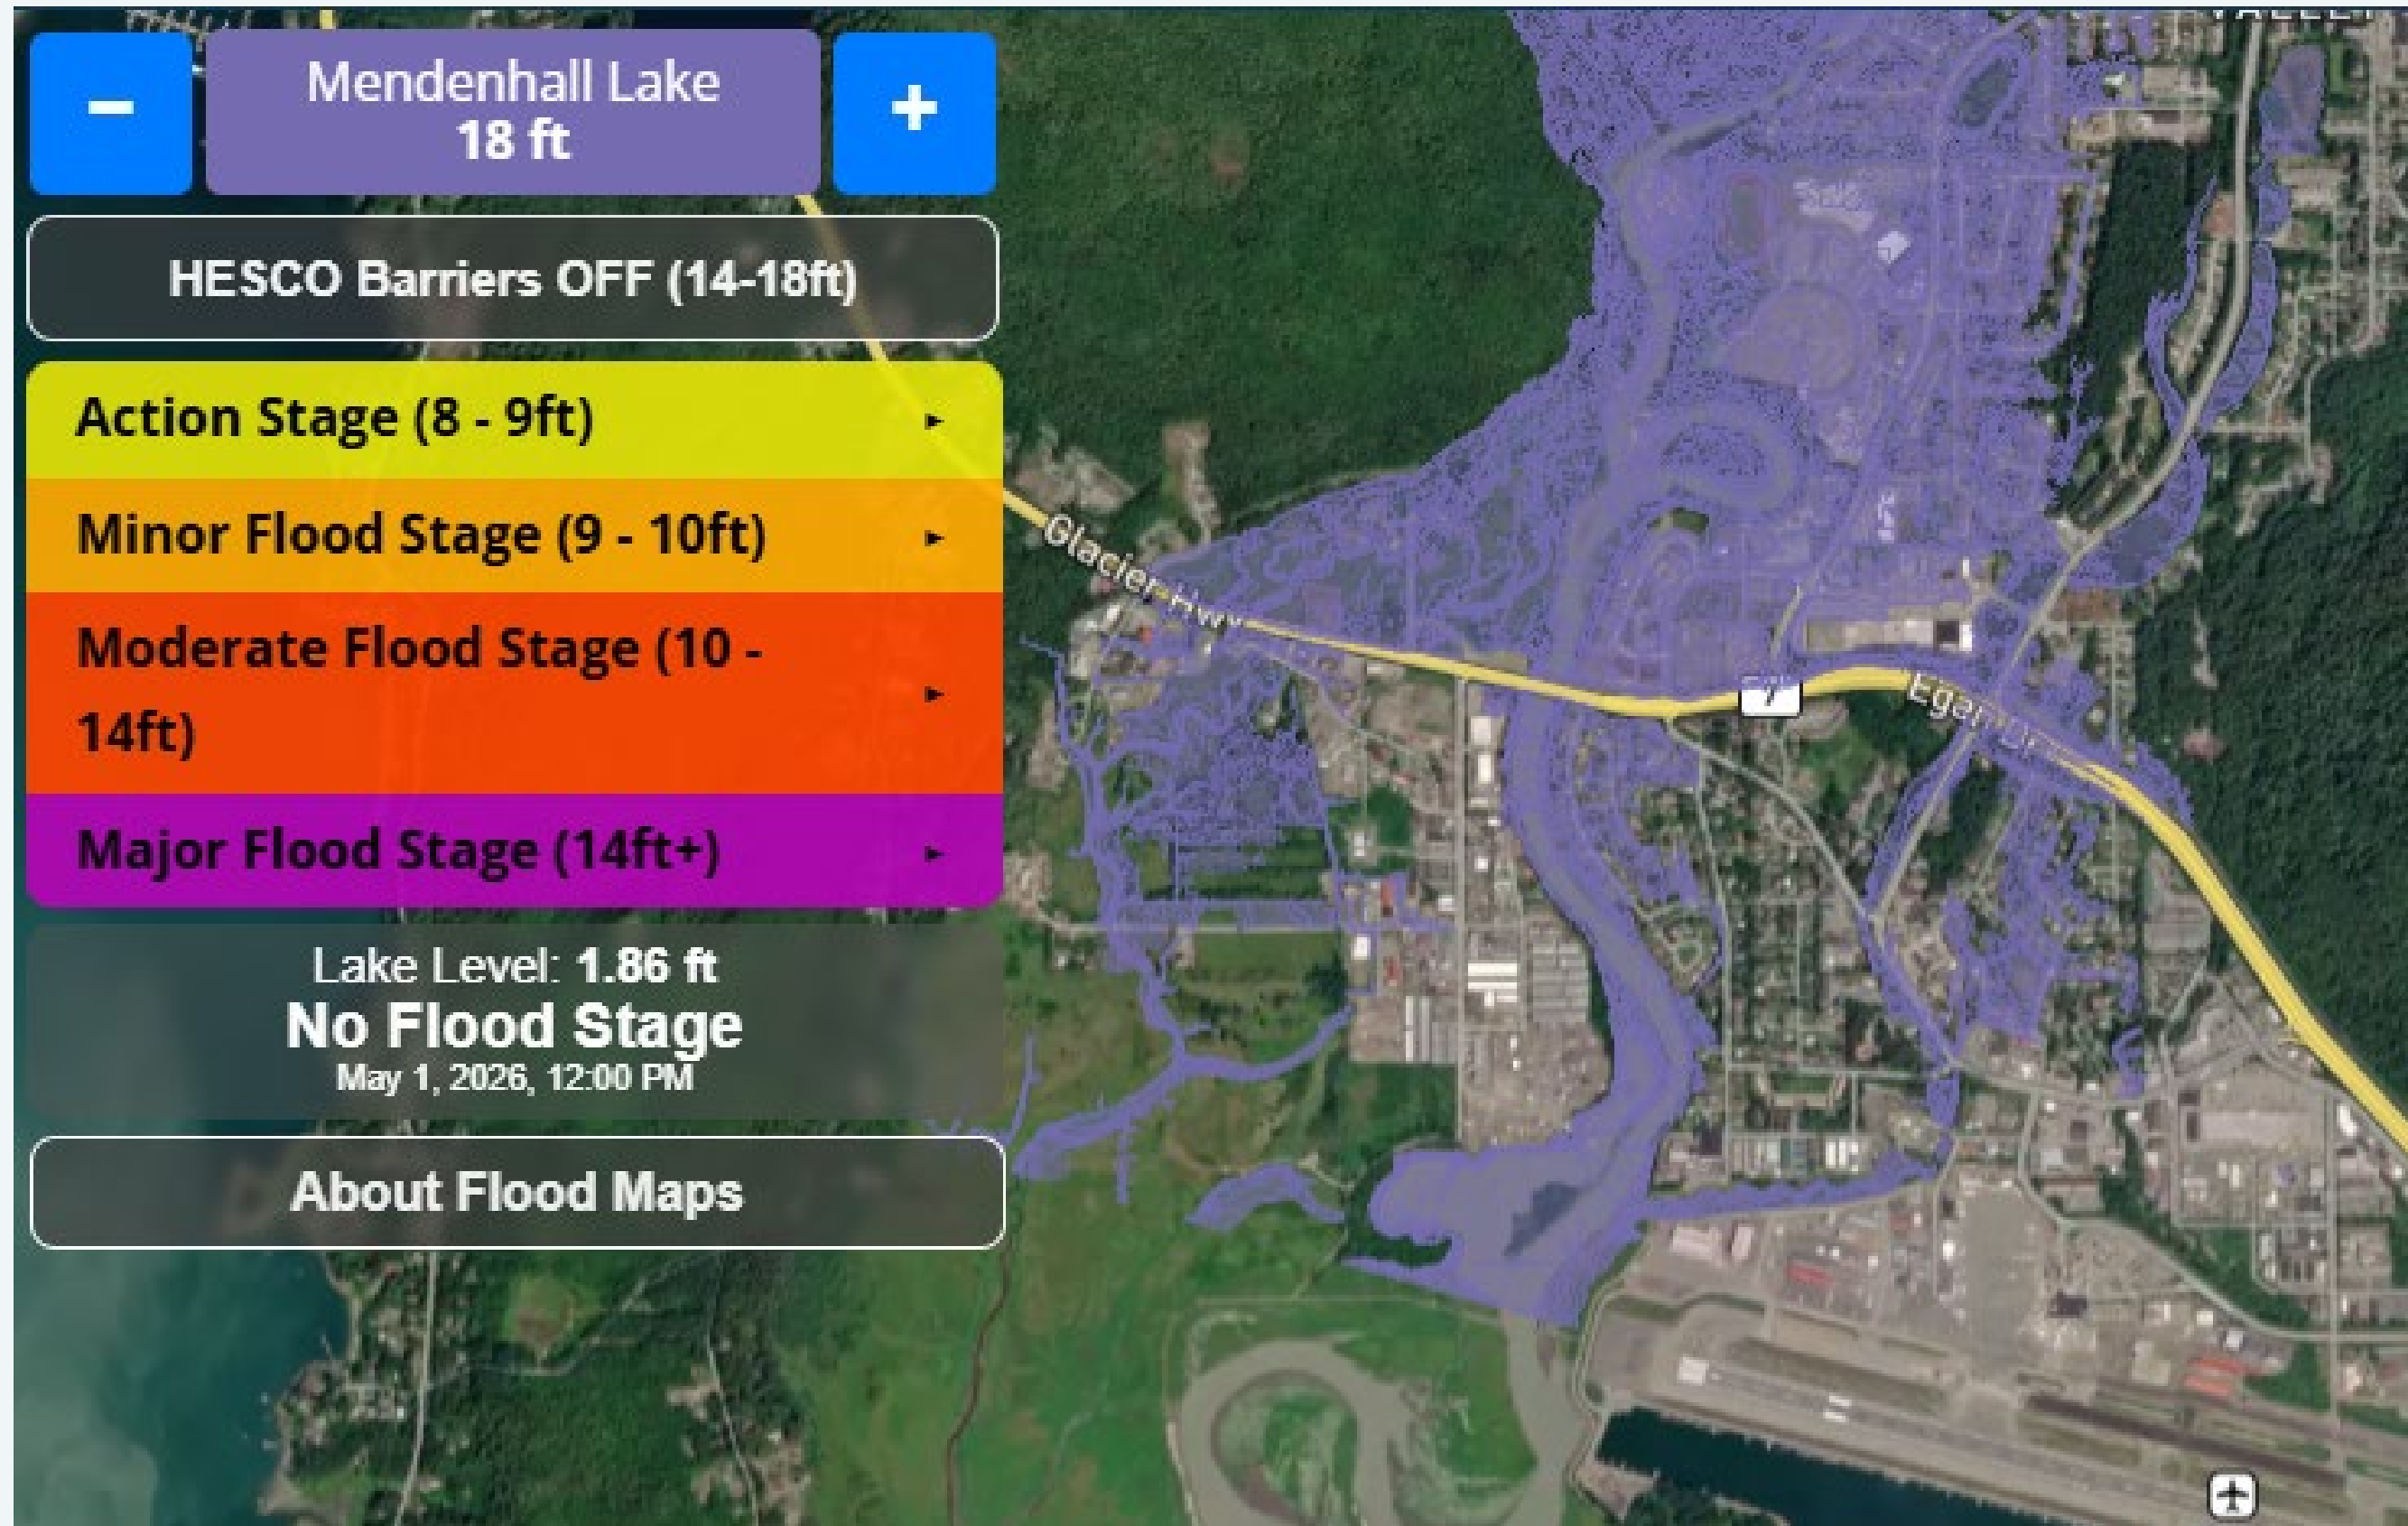 −
Mendenhall Lake
+
18 ft
HESCO Barriers OFF (14-18ft)
Action Stage (8 - 9ft)
Minor Flood Stage (9 - 10ft)
Moderate Flood Stage (10 -
14ft)
Major Flood Stage (14ft+)
Lake Level: 1.86 ft
No Flood Stage
May 1, 2026, 12:00 PM
About Flood Maps
Glacier Hwy
7
Egan Dr